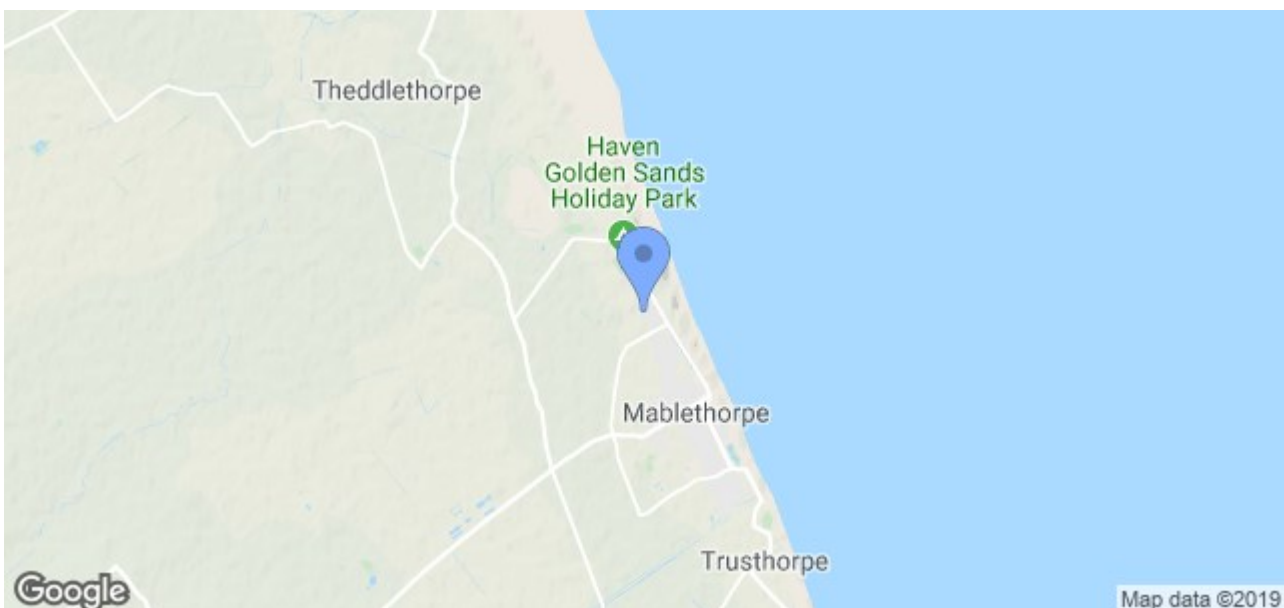 Theddlethorpe
Haven
Golden Sands
Holiday Park
Mablethorpe
Trusthorpe
Google
Map data ©2019